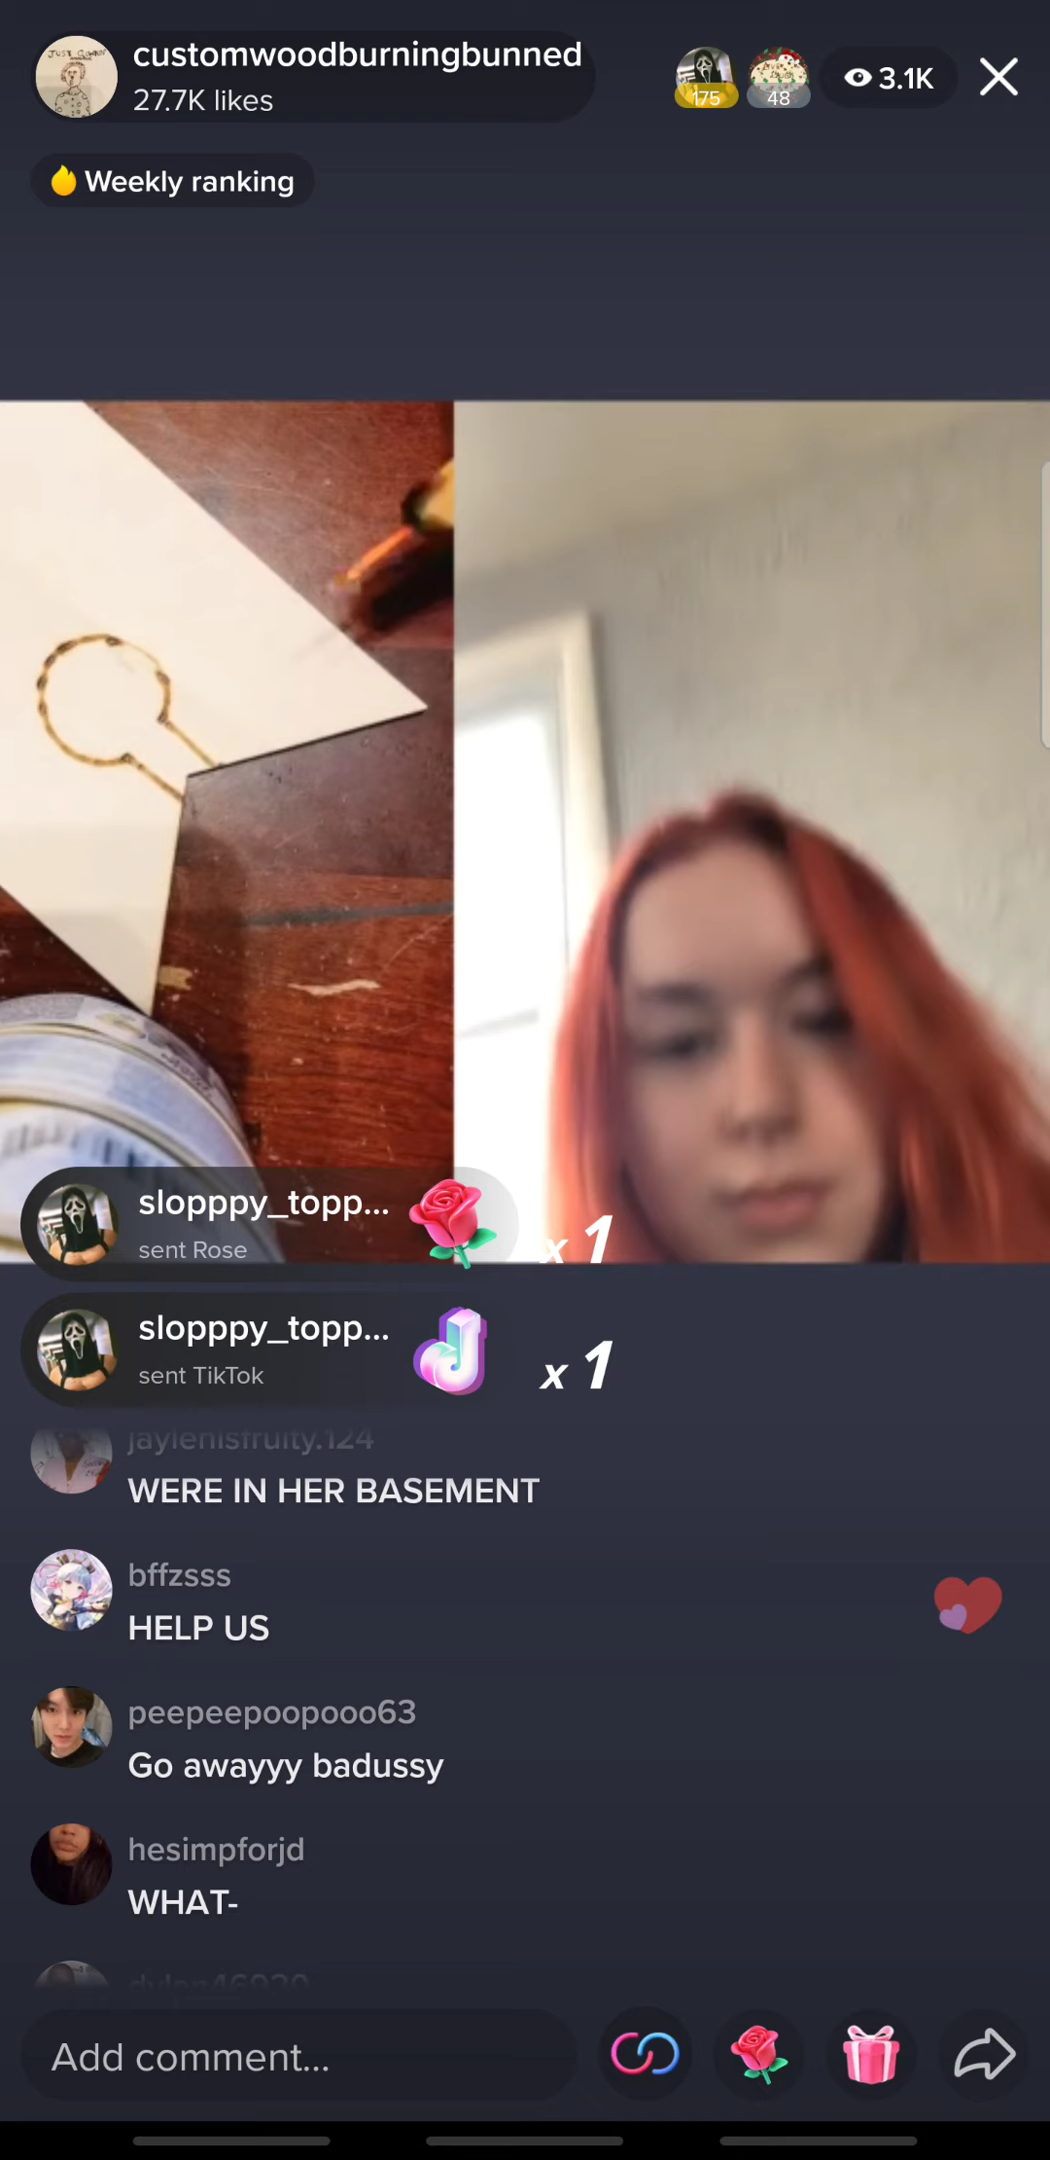 customwoodburningbunned
27.7K likes
175
48
3.1K
Weekly ranking
slopppy_topp...
sent Rose
x 1
slopppy_topp...
sent TikTok
x 1
jaylenisfruity.124
WERE IN HER BASEMENT
bffzsss
HELP US
peepeepoopooo63
Go awayyy badussy
hesimpforjd
WHAT-
Add comment...